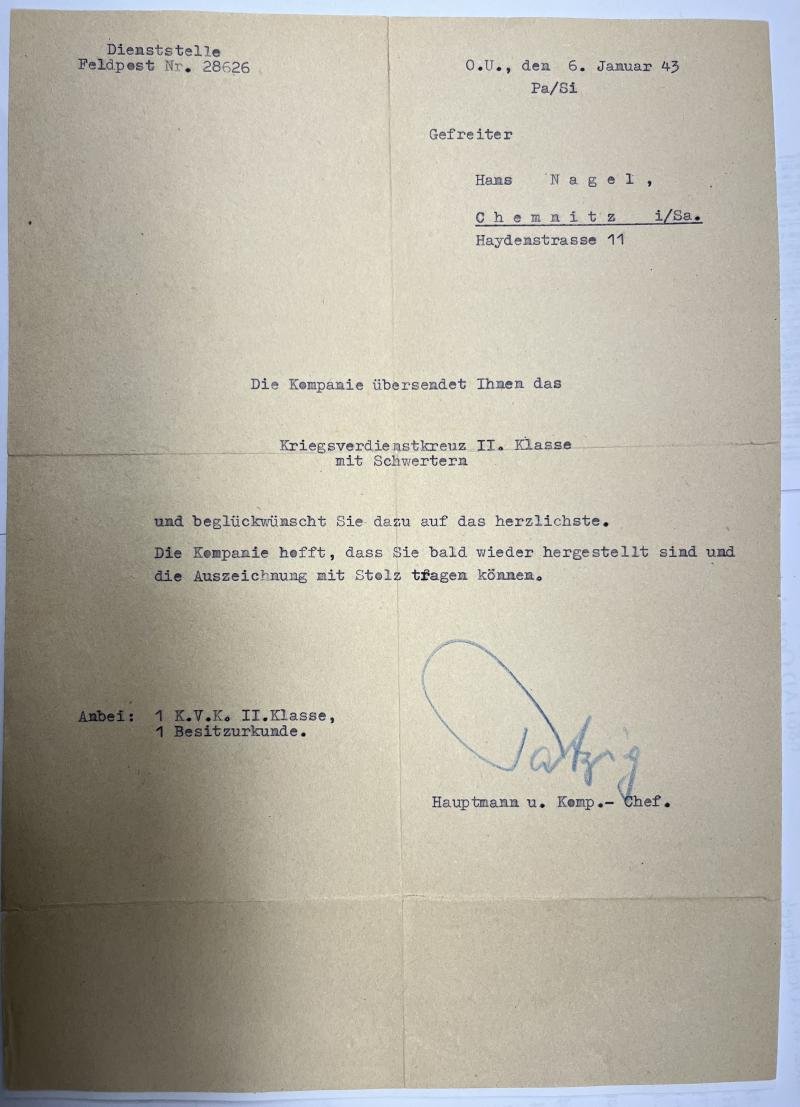 Dienststelle
Feldpost Nr. 28626
O.U., den 6. Januar 43
Pa/Si
Gefreiter
Hans N a g e l ,
C h e m n i t z i/Sa.
Haydenstrasse 11
Die Kompanie übersendet Ihnen das
Kriegsverdienstkreuz II. Klasse
mit Schwertern
und beglückwünscht Sie dazu auf das herzlichste.
Die Kompanie hofft, dass Sie bald wieder hergestellt sind und
die Auszeichnung mit Stolz tragen können.
Anbei: 1 K.V.K. II.Klasse,
1 Besitzurkunde.
Patzig
Hauptmann u. Komp.- Chef.